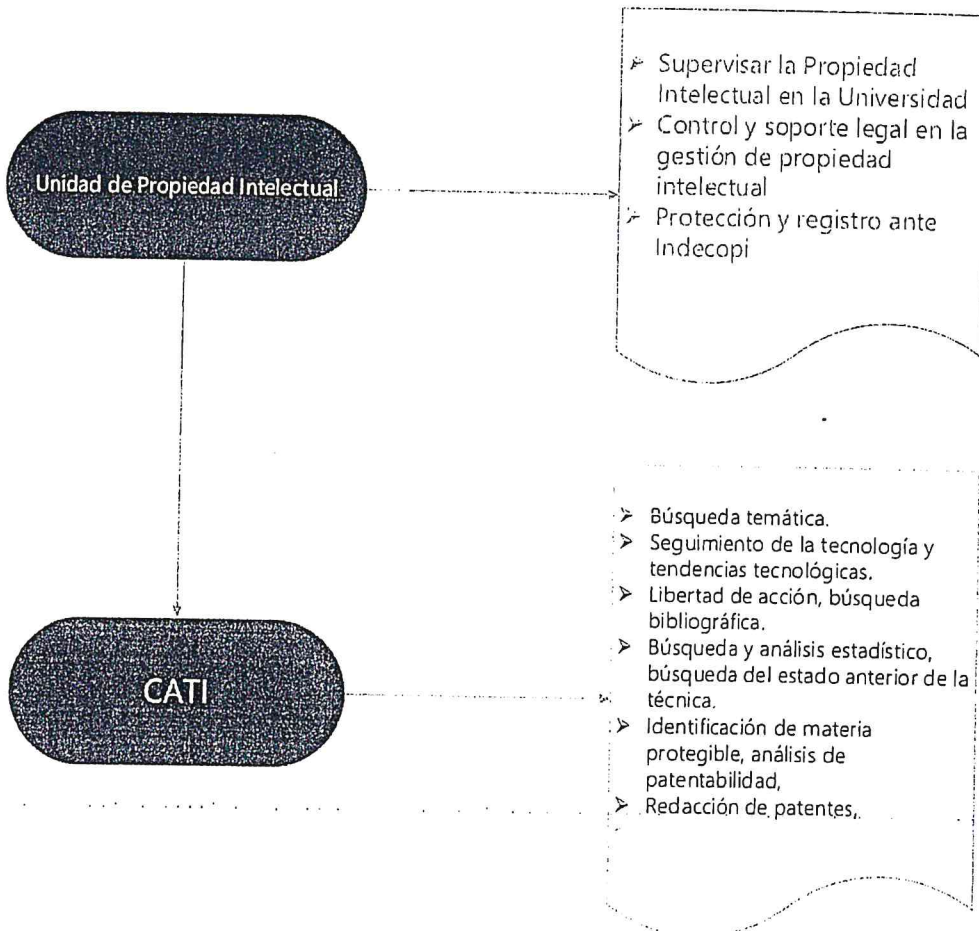 Unidad de Propiedad Intelectual
➢ Supervisar la Propiedad
Intelectual en la Universidad
➢ Control y soporte legal en la
gestión de propiedad
intelectual
➢ Protección y registro ante
Indecopi
CATI
➢ Búsqueda temática.
➢ Seguimiento de la tecnología y
tendencias tecnológicas.
➢ Libertad de acción, búsqueda
bibliográfica.
➢ Búsqueda y análisis estadístico,
búsqueda del estado anterior de la
técnica.
➢ Identificación de materia
protegible, análisis de
patentabilidad,
➢ Redacción de patentes,